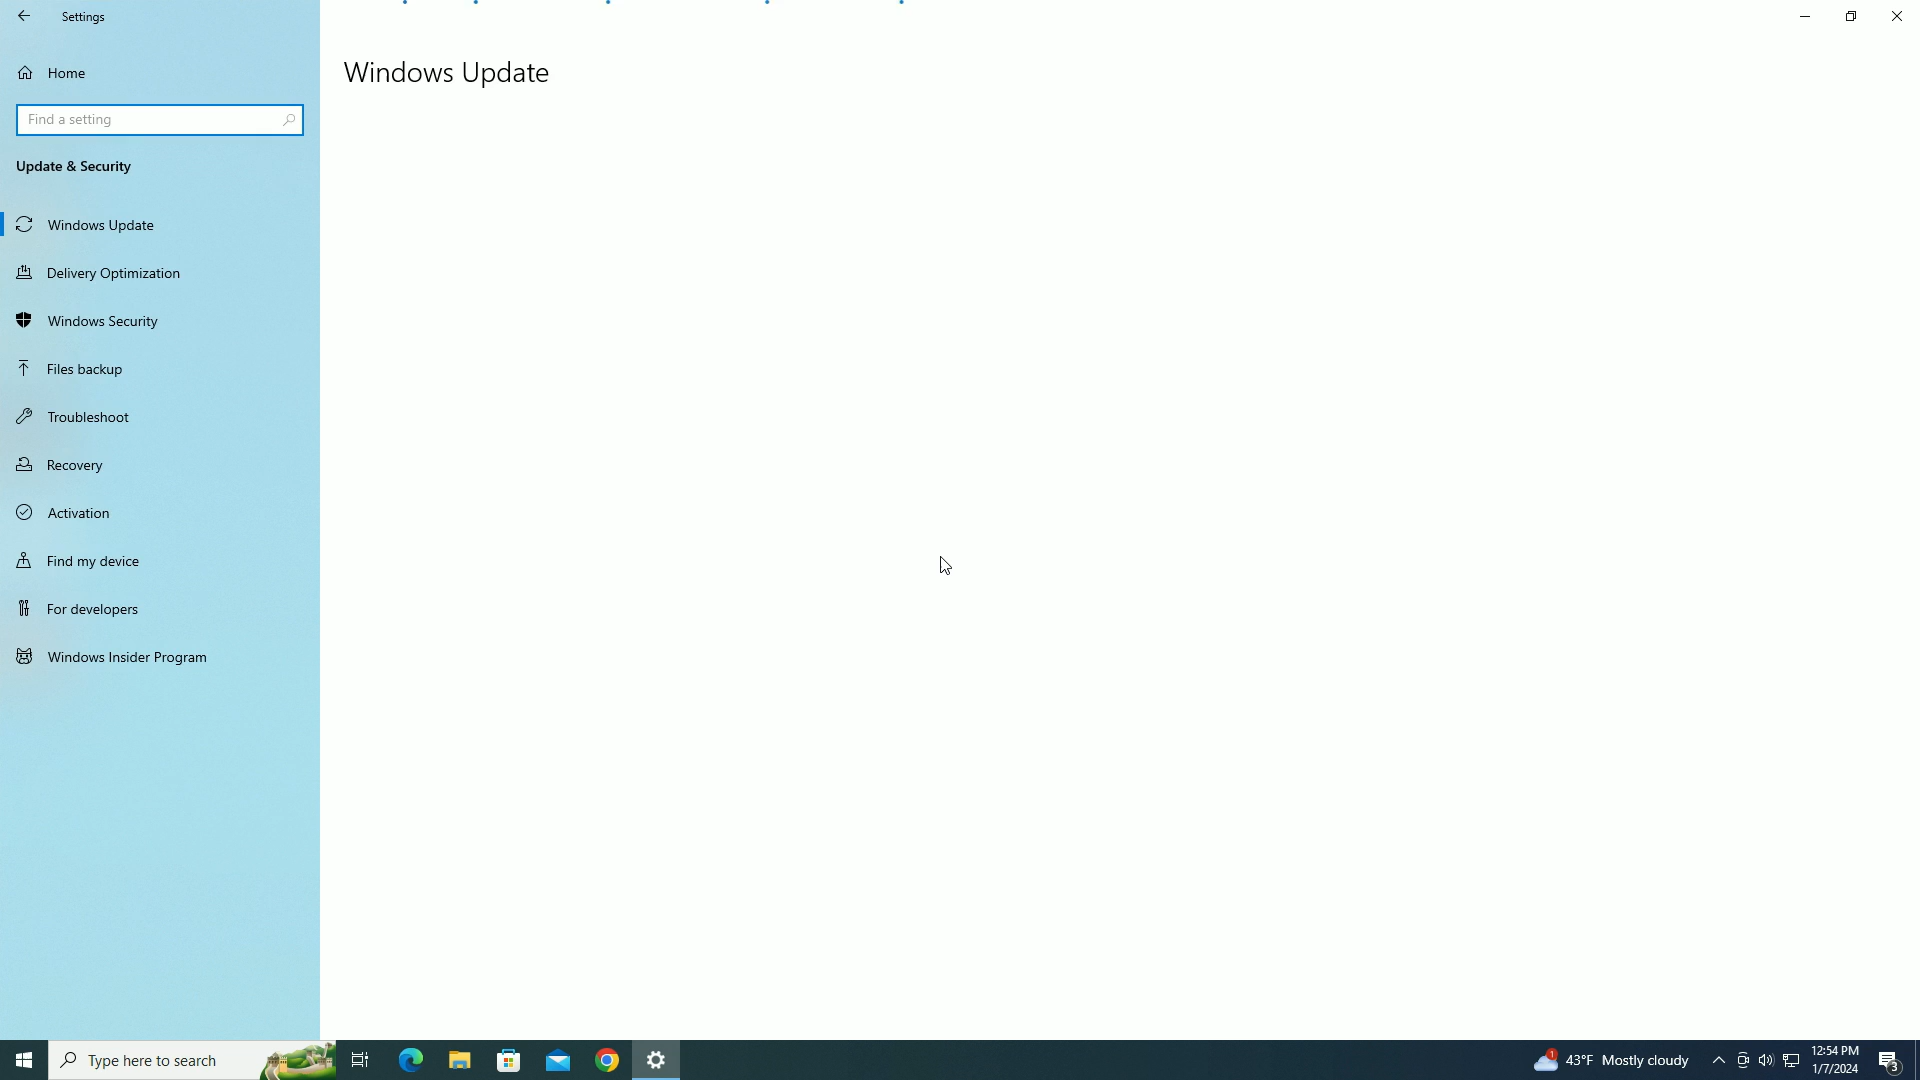 Settings
Home
Find a setting
Update & Security
Windows Update
Delivery Optimization
Windows Security
Files backup
Troubleshoot
Recovery
Activation
Find my device
For developers
Windows Insider Program
Windows Update
Type here to search
1
43°F Mostly cloudy
12:54 PM
1/7/2024
3